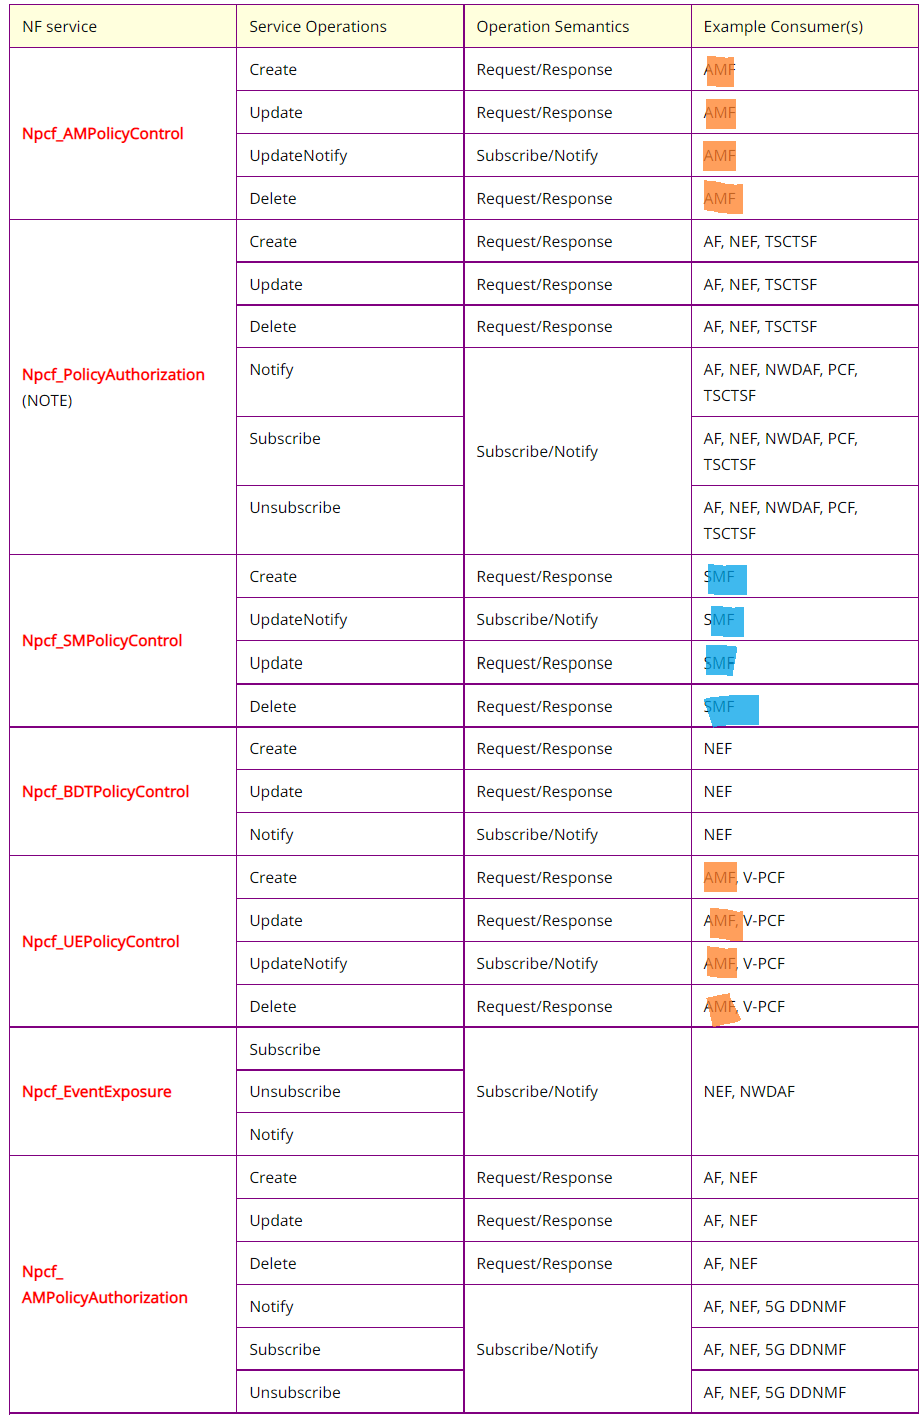 NF service Service Operations Operation Semantics Example Consumer(s)
Npcf_AMPolicyControl
Create Request/Response AMF
Update Request/Response AMF
UpdateNotify Subscribe/Notify AMF
Delete Request/Response AMF
Npcf_PolicyAuthorization
(NOTE)
Create Request/Response AF, NEF, TSCTSF
Update Request/Response AF, NEF, TSCTSF
Delete Request/Response AF, NEF, TSCTSF
Notify Subscribe/Notify AF, NEF, NWDAF, PCF,
TSCTSF
Subscribe AF, NEF, NWDAF, PCF,
TSCTSF
Unsubscribe AF, NEF, NWDAF, PCF,
TSCTSF
Npcf_SMPolicyControl
Create Request/Response SMF
UpdateNotify Subscribe/Notify SMF
Update Request/Response SMF
Delete Request/Response SMF
Npcf_BDTPolicyControl
Create Request/Response NEF
Update Request/Response NEF
Notify Subscribe/Notify NEF
Npcf_UEPolicyControl
Create Request/Response AMF, V-PCF
Update Request/Response AMF, V-PCF
UpdateNotify Subscribe/Notify AMF, V-PCF
Delete Request/Response AMF, V-PCF
Npcf_EventExposure
Subscribe
Unsubscribe Subscribe/Notify NEF, NWDAF
Notify
Npcf_
AMPolicyAuthorization
Create Request/Response AF, NEF
Update Request/Response AF, NEF
Delete Request/Response AF, NEF
Notify AF, NEF, 5G DDNMF
Subscribe Subscribe/Notify AF, NEF, 5G DDNMF
Unsubscribe AF, NEF, 5G DDNMF